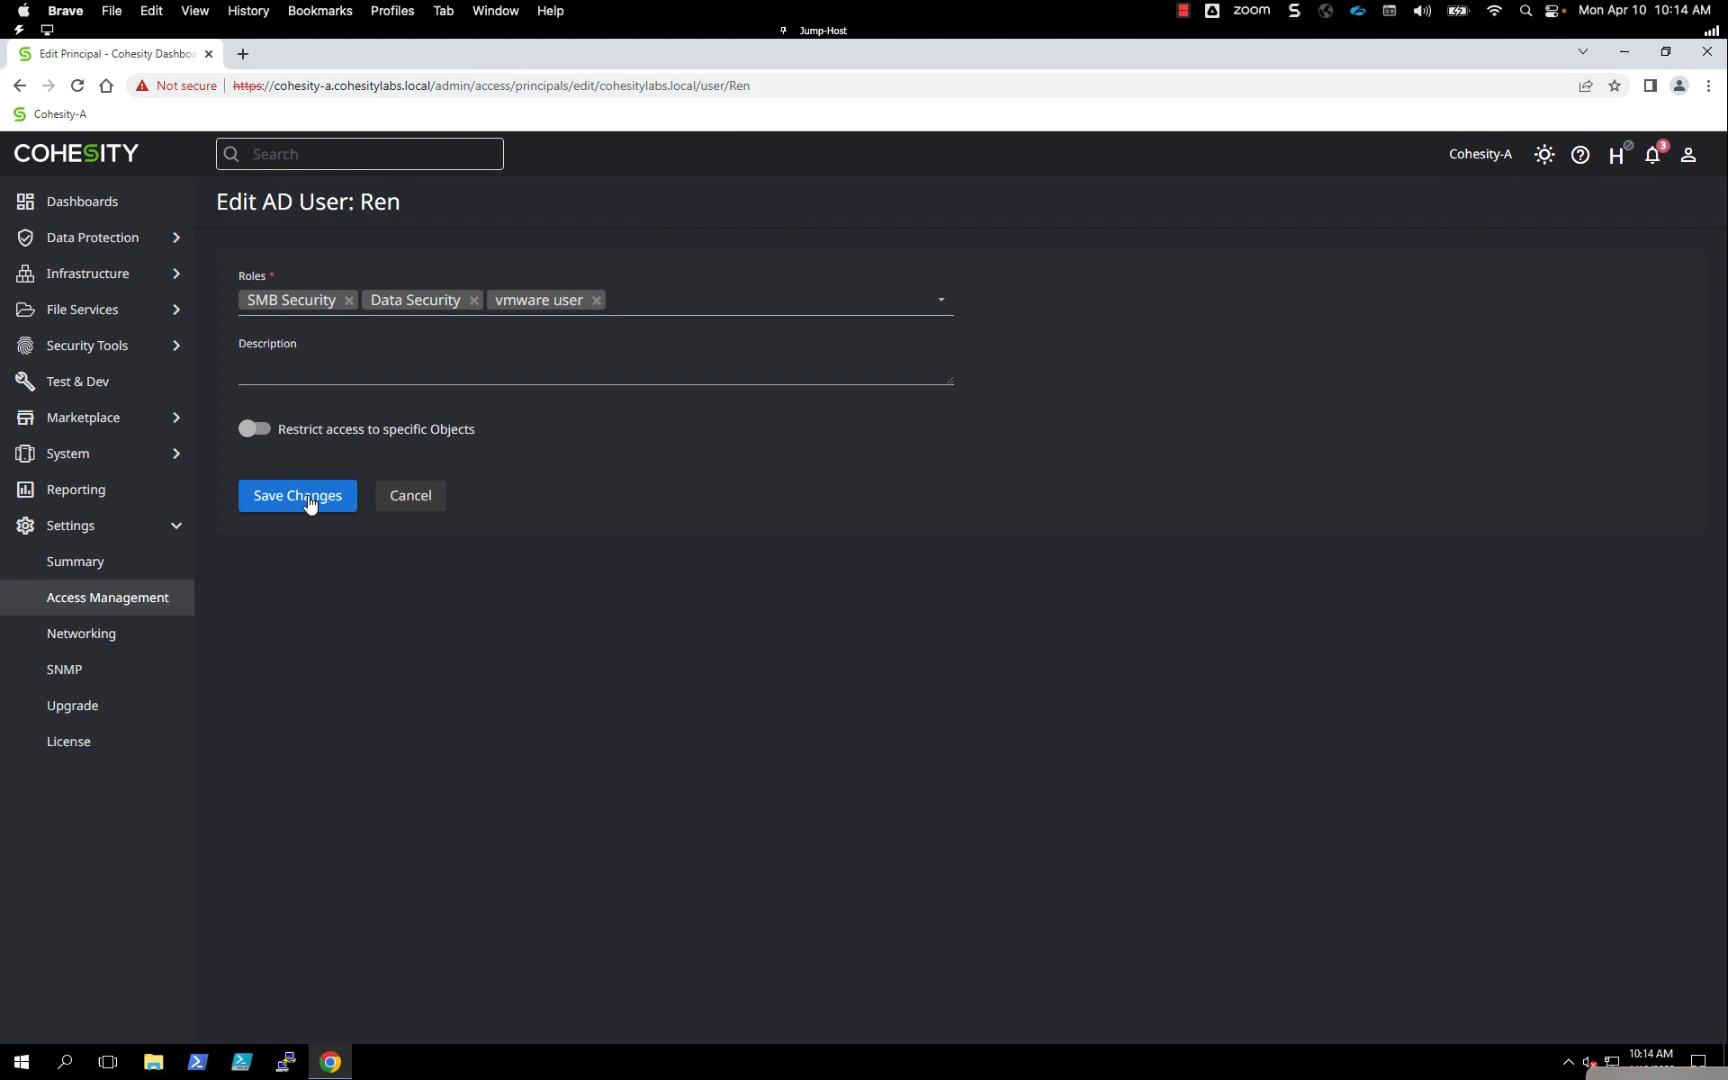 Brave File Edit View History Bookmarks Profiles Tab Window Help zoom Mon Apr 10 10:14 AM
Jump-Host
Edit Principal - Cohesity Dashboa
Not secure https://cohesity-a.cohesitylabs.local/admin/access/principals/edit/cohesitylabs.local/user/Ren
Cohesity-A
COHESITY
Search
Cohesity-A
3
Dashboards
Data Protection
Infrastructure
File Services
Security Tools
Test & Dev
Marketplace
System
Reporting
Settings
Summary
Access Management
Networking
SNMP
Upgrade
License
Edit AD User: Ren
Roles *
SMB Security Data Security vmware user
Description
Restrict access to specific Objects
Save Changes Cancel
10:14 AM